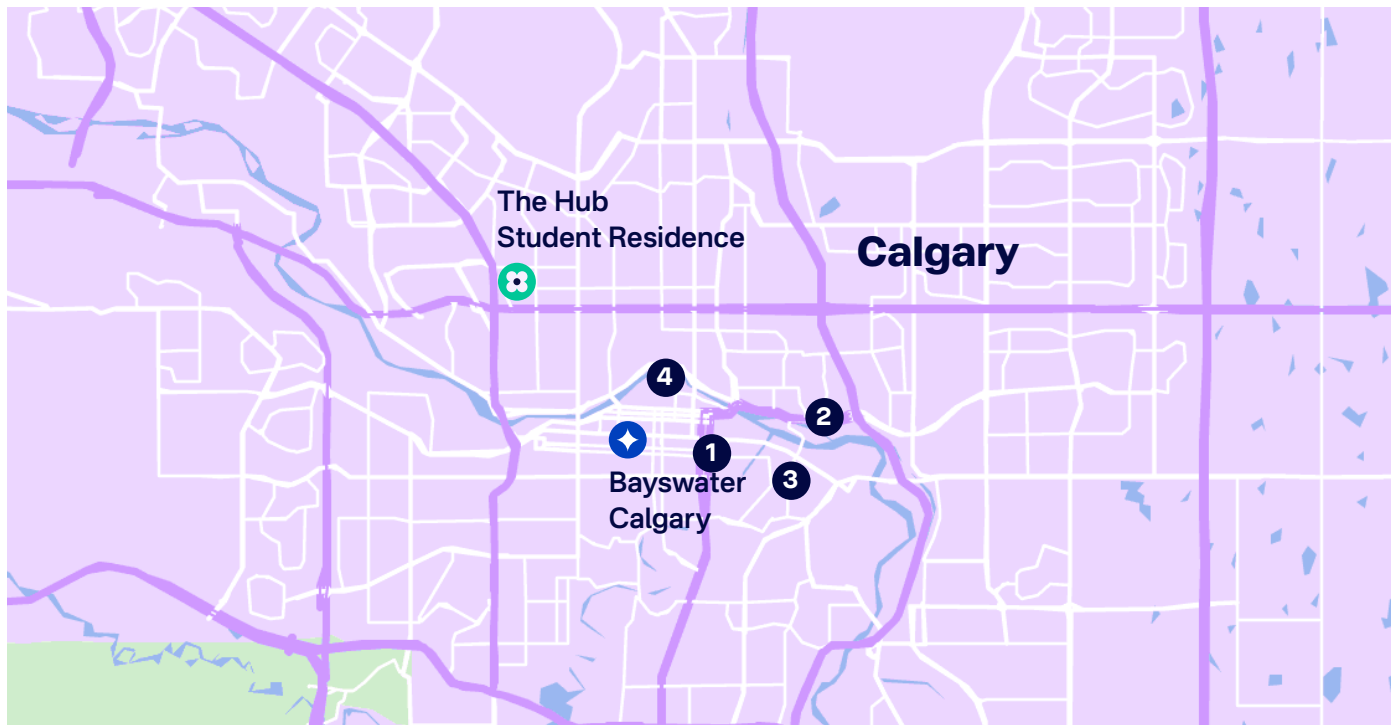 The Hub
Student Residence
Calgary
4
2
1
3
Bayswater
Calgary